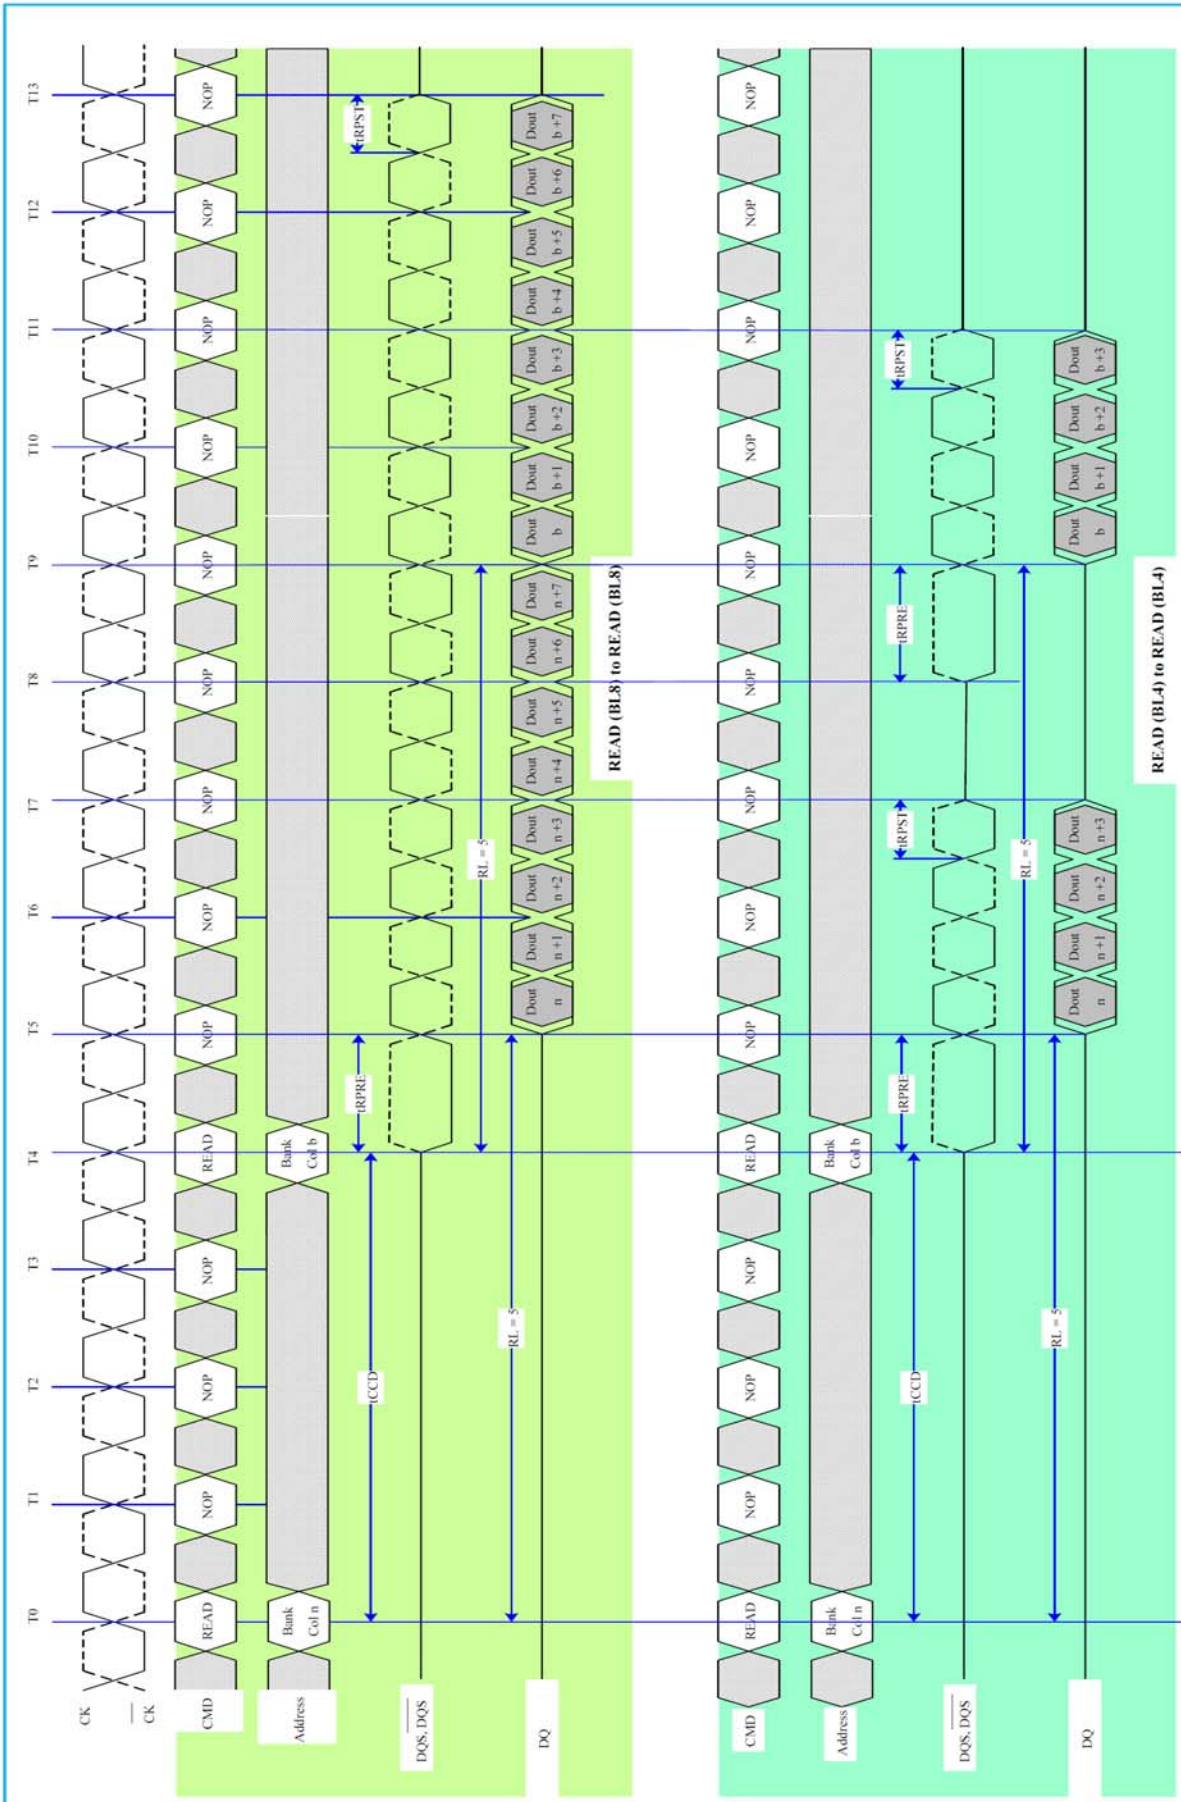 T0 T1 T2 T3 T4 T5 T6 T7 T8 T9 T10 T11 T12 T13
CK
CK
CMD READ NOP NOP NOP READ NOP NOP NOP NOP NOP NOP NOP NOP NOP
Address Bank Col n Bank Col b
tCCD tRPRE tRPST
DQS, DQS
RL = 5
RL = 5
DQ Dout n Dout n +1 Dout n +2 Dout n +3 Dout n +4 Dout n +5 Dout n +6 Dout n +7 Dout b Dout b +1 Dout b +2 Dout b +3 Dout b +4 Dout b +5 Dout b +6 Dout b +7
READ (BL8) to READ (BL8)
CMD READ NOP NOP NOP READ NOP NOP NOP NOP NOP NOP NOP NOP NOP
Address Bank Col n Bank Col b
tCCD tRPRE tRPST tRPRE tRPST
DQS, DQS
RL = 5
RL = 5
DQ Dout n Dout n +1 Dout n +2 Dout n +3 Dout b Dout b +1 Dout b +2 Dout b +3
READ (BL4) to READ (BL4)